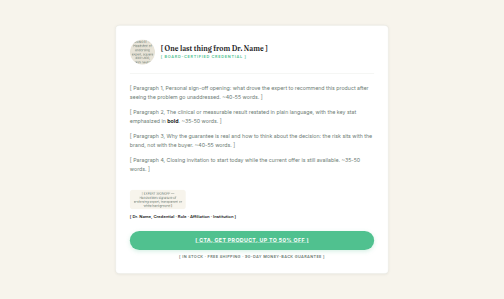 [ One last thing from Dr. Name ]
[ BOARD-CERTIFIED CREDENTIAL ]
[ Paragraph 1, Personal sign-off opening: what drove the expert to recommend this product after
seeing the problem go unaddressed. ~40-55 words. ]
[ Paragraph 2, The clinical or measurable result restated in plain language, with the key stat
emphasized in bold. ~35-50 words. ]
[ Paragraph 3, Why the guarantee is real and how to think about the decision: the risk sits with the
brand, not with the buyer. ~40-55 words. ]
[ Paragraph 4, Closing invitation to start today while the current offer is still available. ~35-50
words. ]
[ Dr. Name, Credential · Role · Affiliation · Institution ]
[ CTA, GET PRODUCT, UP TO 50% OFF ]
[ IN STOCK · FREE SHIPPING · 90-DAY MONEY-BACK GUARANTEE ]